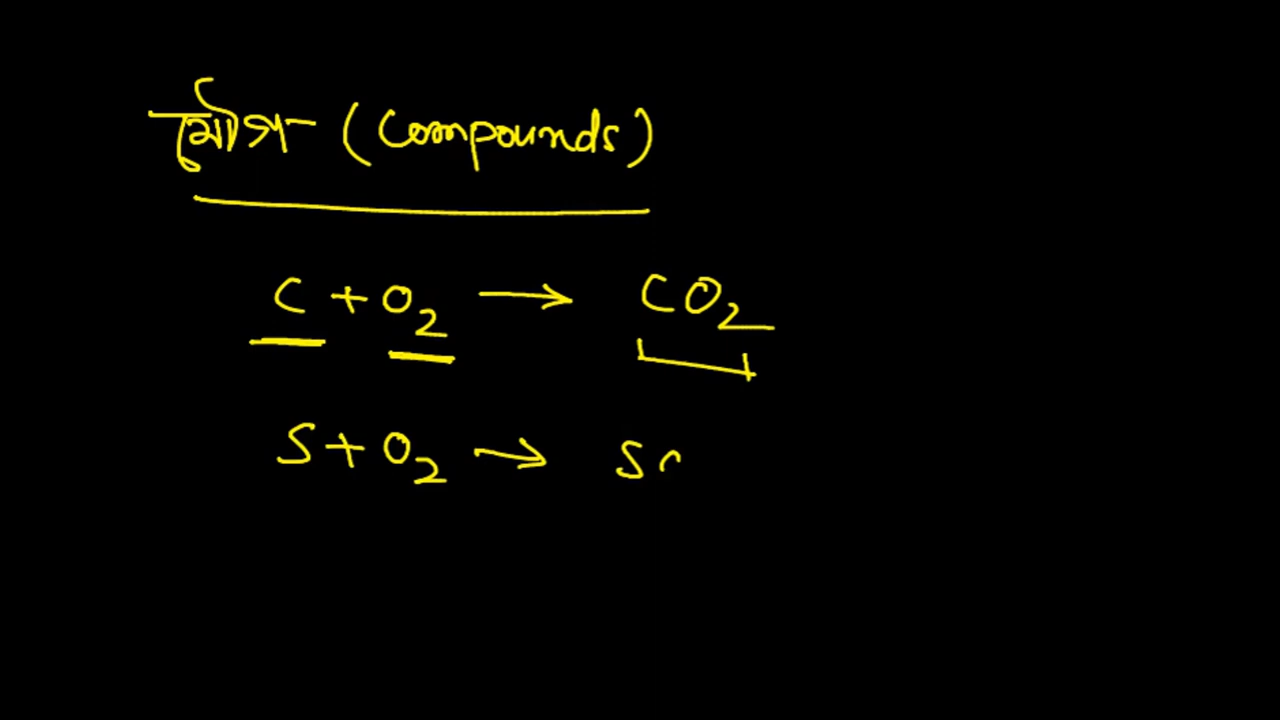 যৌগ (Compounds)
C + O₂ → CO₂
S + O₂ → S